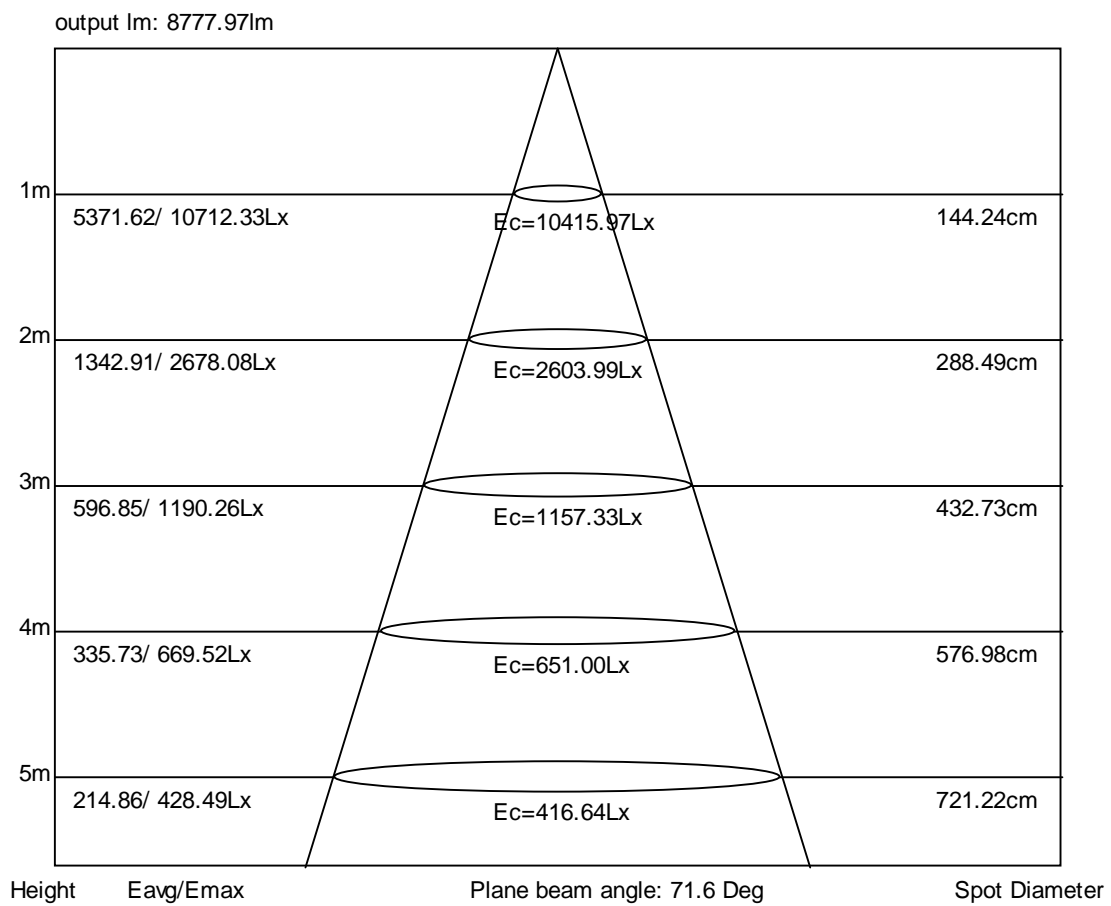 output lm: 8777.97lm
1m
5371.62/ 10712.33Lx
Ec=10415.97Lx
144.24cm
2m
1342.91/ 2678.08Lx
Ec=2603.99Lx
288.49cm
3m
596.85/ 1190.26Lx
Ec=1157.33Lx
432.73cm
4m
335.73/ 669.52Lx
Ec=651.00Lx
576.98cm
5m
214.86/ 428.49Lx
Ec=416.64Lx
721.22cm
Height Eavg/Emax Plane beam angle: 71.6 Deg Spot Diameter